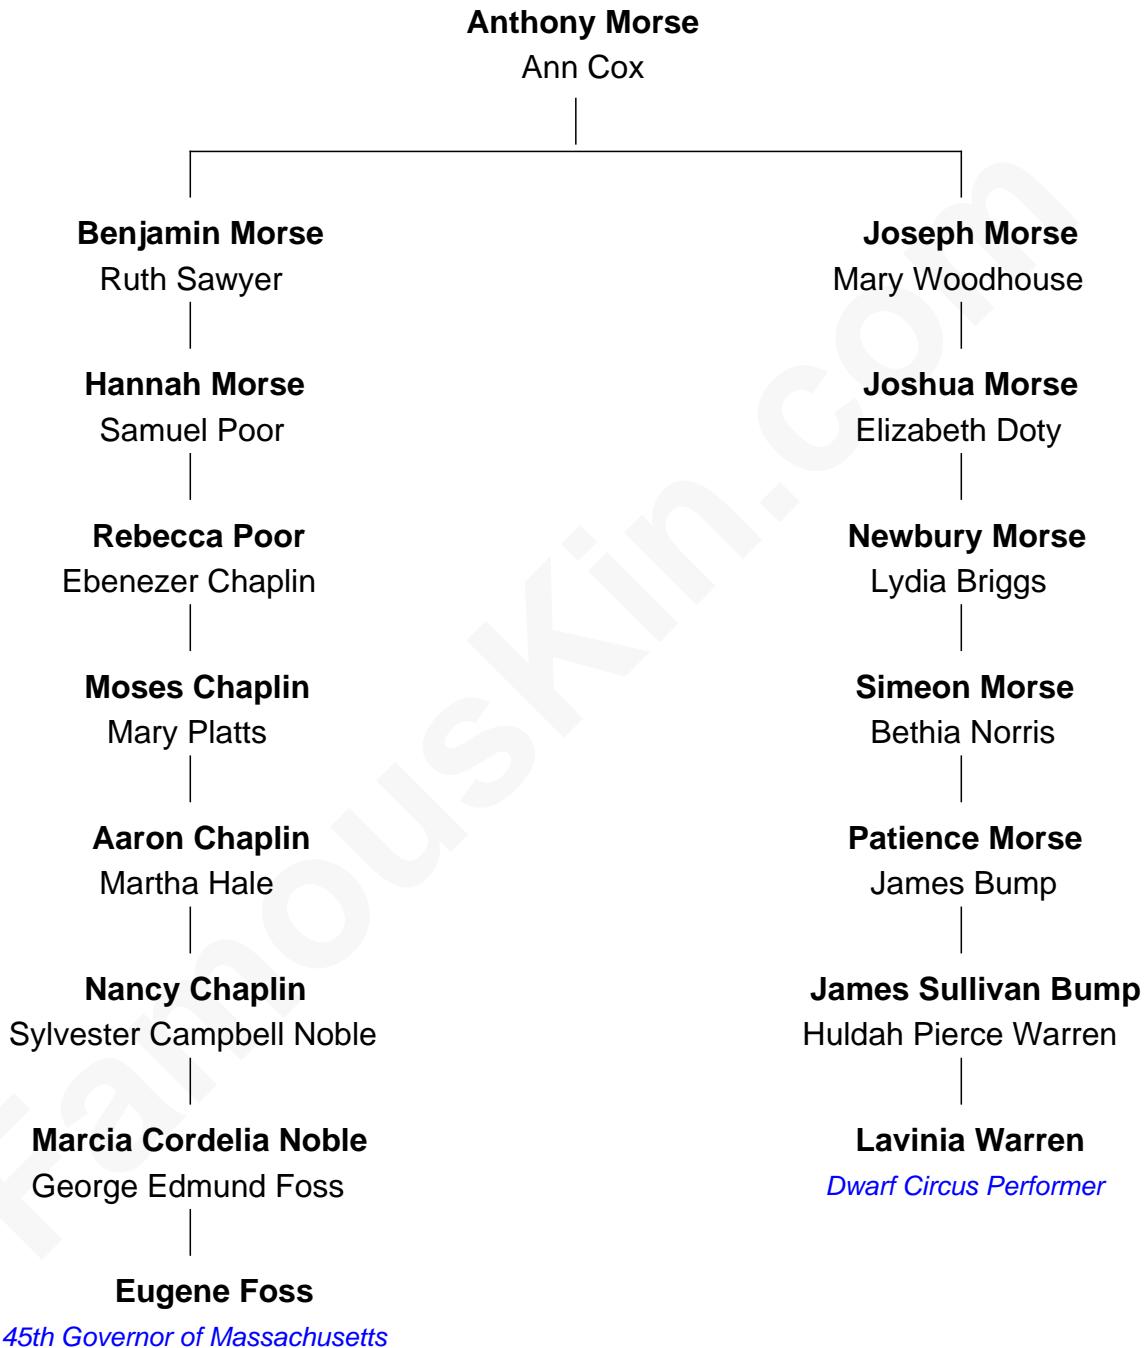 Anthony Morse
Ann Cox
Benjamin Morse
Ruth Sawyer
Hannah Morse
Samuel Poor
Rebecca Poor
Ebenezer Chaplin
Moses Chaplin
Mary Platts
Aaron Chaplin
Martha Hale
Nancy Chaplin
Sylvester Campbell Noble
Marcia Cordelia Noble
George Edmund Foss
Eugene Foss
45th Governor of Massachusetts
Joseph Morse
Mary Woodhouse
Joshua Morse
Elizabeth Doty
Newbury Morse
Lydia Briggs
Simeon Morse
Bethia Norris
Patience Morse
James Bump
James Sullivan Bump
Huldah Pierce Warren
Lavinia Warren
Dwarf Circus Performer
FamousKin.com